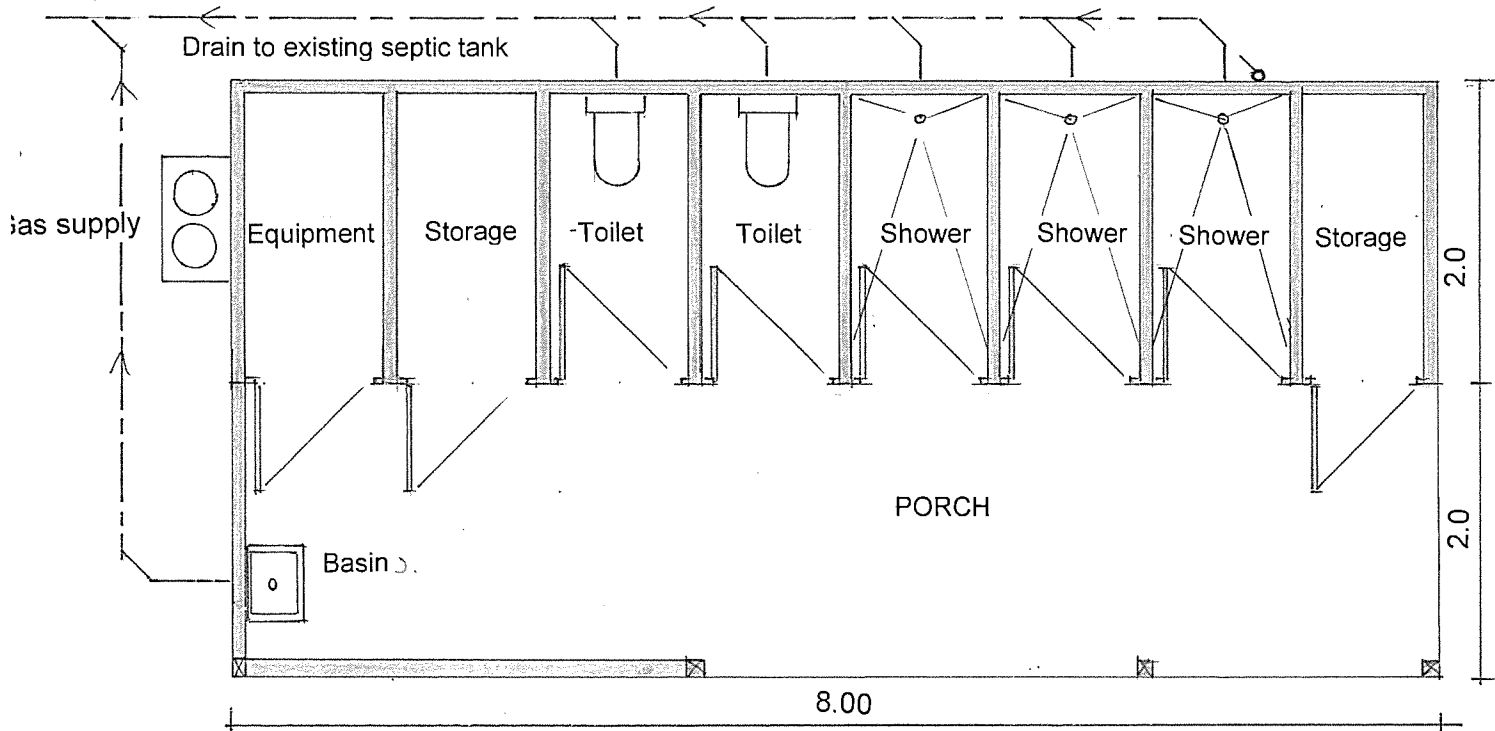 Drain to existing septic tank
Gas supply
Equipment
Storage
Toilet
Toilet
Shower
Shower
Shower
Storage
2.0
PORCH
2.0
Basin
8.00